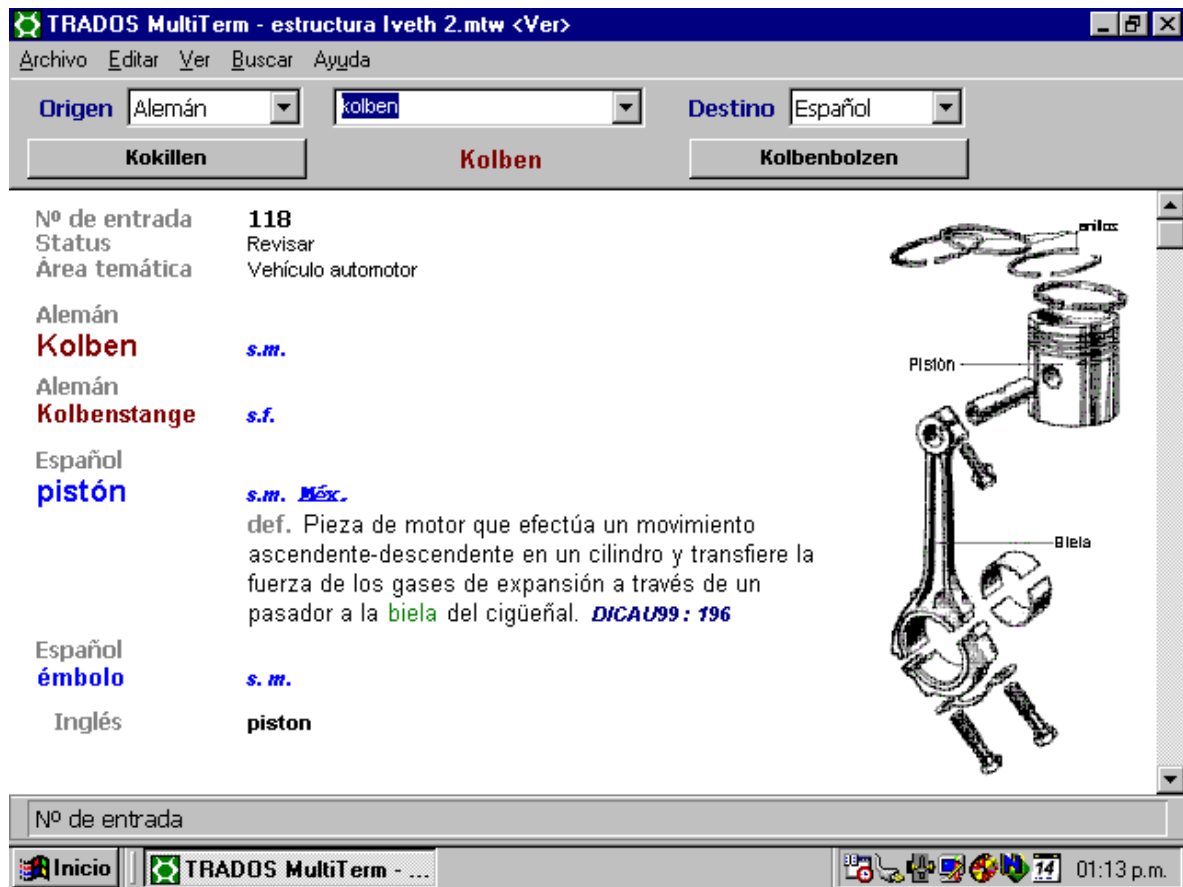 TRADOS MultiTerm - estructura Iveth 2.mtw <Ver>
Archivo Editar Ver Buscar Ayuda
Origen Alemán kolben Destino Español
Kokillen Kolben Kolbenbolzen
Nº de entrada 118
Status Revisar
Área temática Vehículo automotor
anillos
Alemán
Kolben s.m.
Pistón
Alemán
Kolbenstange s.f.
Español
pistón s.m. Méx.
def. Pieza de motor que efectúa un movimiento
ascendente-descendente en un cilindro y transfiere la
Biela
fuerza de los gases de expansión a través de un
pasador a la biela del cigüeñal. DICAU99 : 196
Español
émbolo s. m.
Inglés piston
Nº de entrada
Inicio TRADOS MultiTerm - ... 14 01:13 p.m.